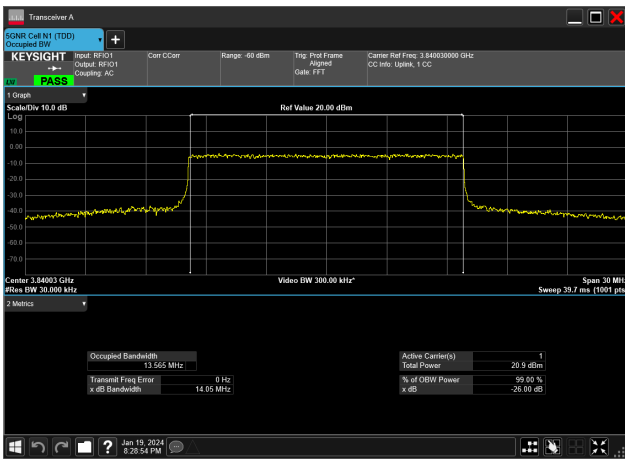 Transceiver A
5GNR Cell N1 (TDD)
Occupied BW
KEYSIGHT
LXI
PASS
Input: RFIO1
Output: RFIO1
Coupling: AC
Corr CCorr
Range: -60 dBm
Trig: Prot Frame
Aligned
Gate: FFT
Carrier Ref Freq: 3.840030000 GHz
CC Info: Uplink, 1 CC
1 Graph
Scale/Div 10.0 dB
Ref Value 20.00 dBm
Log
10.0
0.00
-10.0
-20.0
-30.0
-40.0
-50.0
-60.0
-70.0
Center 3.84003 GHz
Video BW 300.00 kHz*
Span 30 MHz
#Res BW 30.000 kHz
Sweep 39.7 ms (1001 pts
2 Metrics
Occupied Bandwidth
13.565 MHz
Transmit Freq Error 0 Hz
x dB Bandwidth 14.05 MHz
Active Carrier(s) 1
Total Power 20.9 dBm
% of OBW Power 99.00 %
x dB -26.00 dB
?
Jan 19, 2024
8:28:54 PM